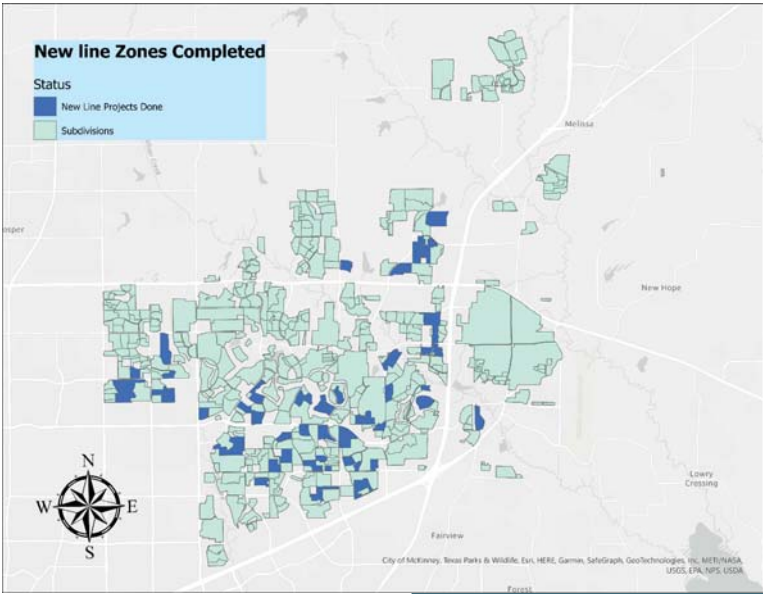 New line Zones Completed
Status
New Line Projects Done
Subdivisions
Melissa
osper
New Hope
N
W E
S
Lowry
Crossing
Fairview
City of McKinney, Texas Parks & Wildlife, Esri, HERE, Garmin, SafeGraph, GeoTechnologies, Inc, METI/NASA,
USGS, EPA, NPS, USDA
Forest